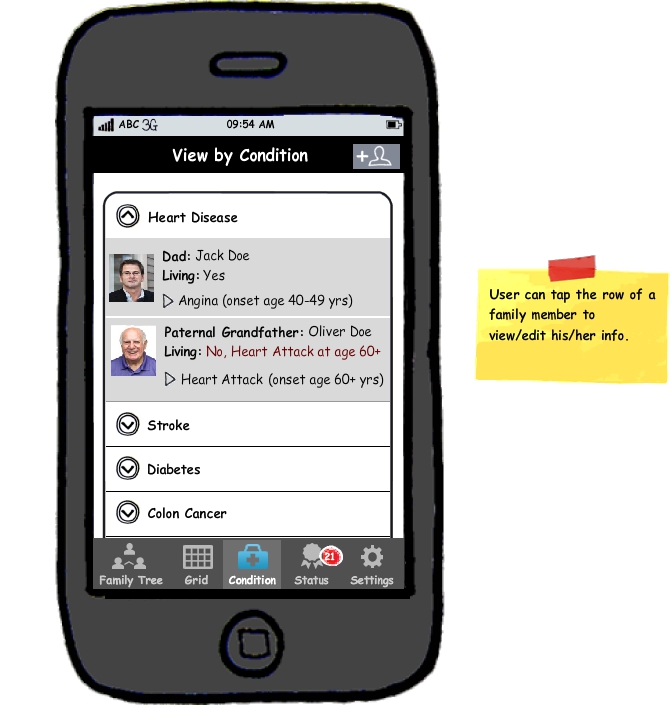 ABC 3G 09:54 AM
View by Condition
Heart Disease
Dad: Jack Doe
Living: Yes
Angina (onset age 40-49 yrs)
Paternal Grandfather: Oliver Doe
Living: No, Heart Attack at age 60+
Heart Attack (onset age 60+ yrs)
Stroke
Diabetes
Colon Cancer
21
Family Tree Grid Condition Status Settings
User can tap the row of a
family member to
view/edit his/her info.